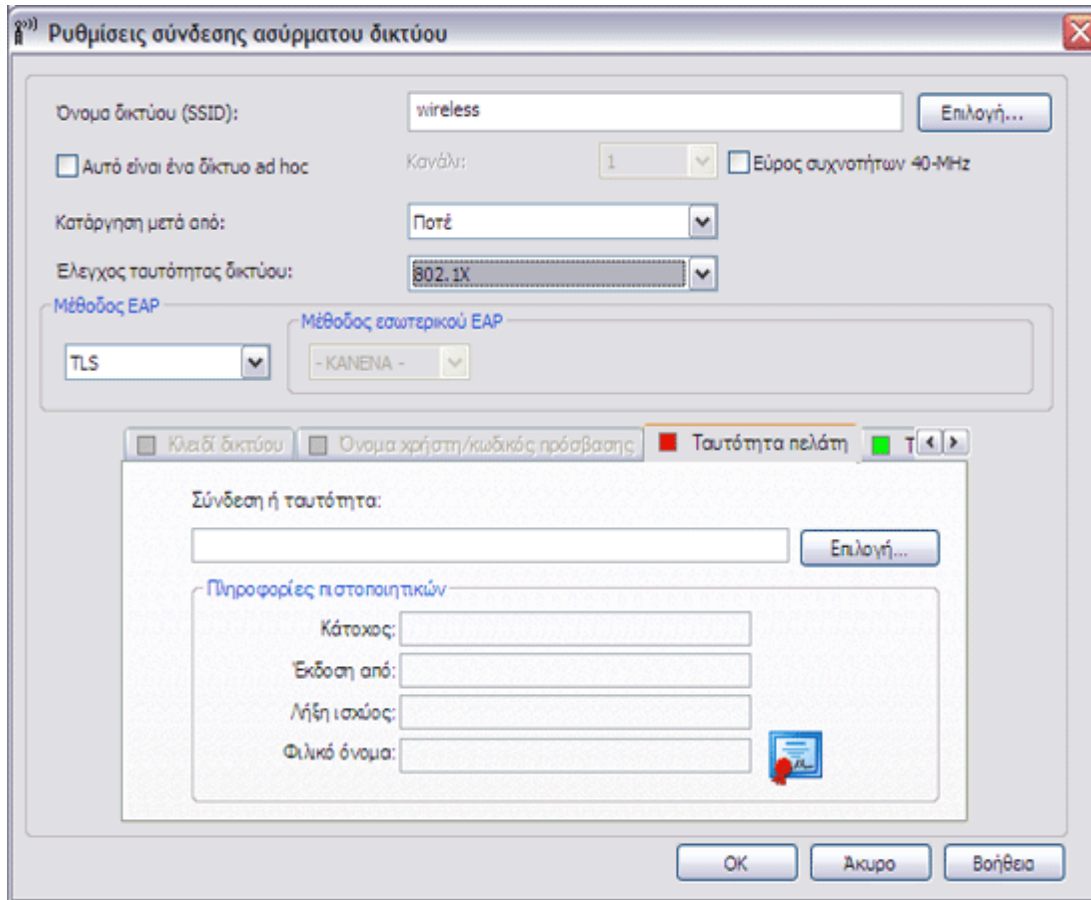 Ρυθμίσεις σύνδεσης ασύρματου δικτύου
Όνομα δικτύου (SSID): wireless Επιλογή...
Αυτό είναι ένα δίκτυο ad hoc Κανάλι: 1 Εύρος συχνοτήτων 40-MHz
Κατάργηση μετά από: Ποτέ
Έλεγχος ταυτότητας δικτύου: 802.1X
Μέθοδος EAP
Μέθοδος εσωτερικού EAP
TLS - ΚΑΝΕΝΑ -
Κλειδί δικτύου Όνομα χρήστη/κωδικός πρόσβασης Ταυτότητα πελάτη Τ
Σύνδεση ή ταυτότητα:
Επιλογή...
Πληροφορίες πιστοποιητικών
Κάτοχος:
Έκδοση από:
Λήξη ισχύος:
Φιλικό όνομα:
OK Άκυρο Βοήθεια